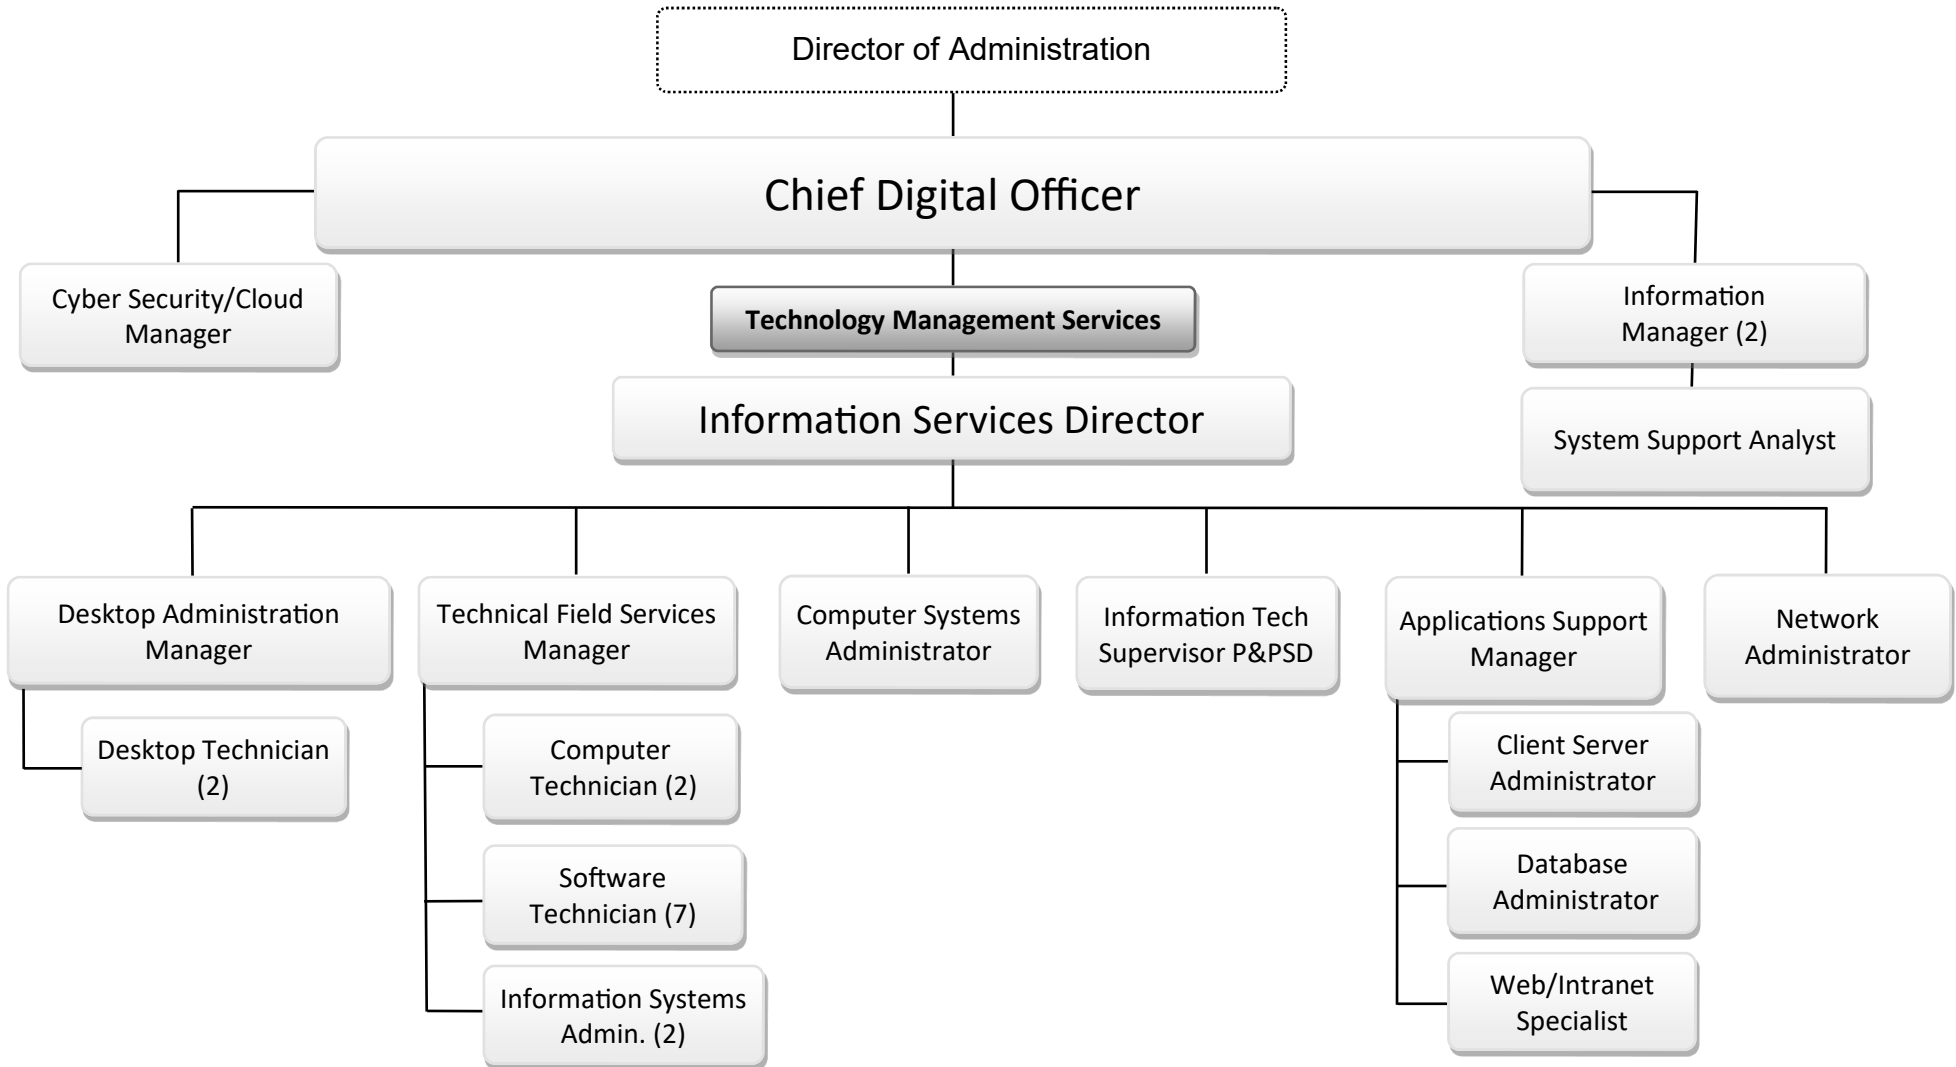 Director of Administration
Chief Digital Officer
Cyber Security/Cloud
Manager
Technology Management Services
Information
Manager (2)
Information Services Director
System Support Analyst
Desktop Administration
Manager
Technical Field Services
Manager
Computer Systems
Administrator
Information Tech
Supervisor P&PSD
Applications Support
Manager
Network
Administrator
Desktop Technician
(2)
Computer
Technician (2)
Software
Technician (7)
Information Systems
Admin. (2)
Client Server
Administrator
Database
Administrator
Web/Intranet
Specialist